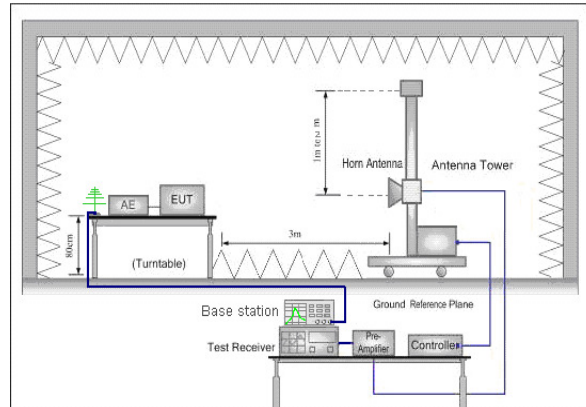 1m to 2 m
Horn Antenna
Antenna Tower
AE
EUT
3m
80cm
(Turntable)
Ground Reference Plane
Base station
Test Receiver
Pre-
Amplifier
Controller